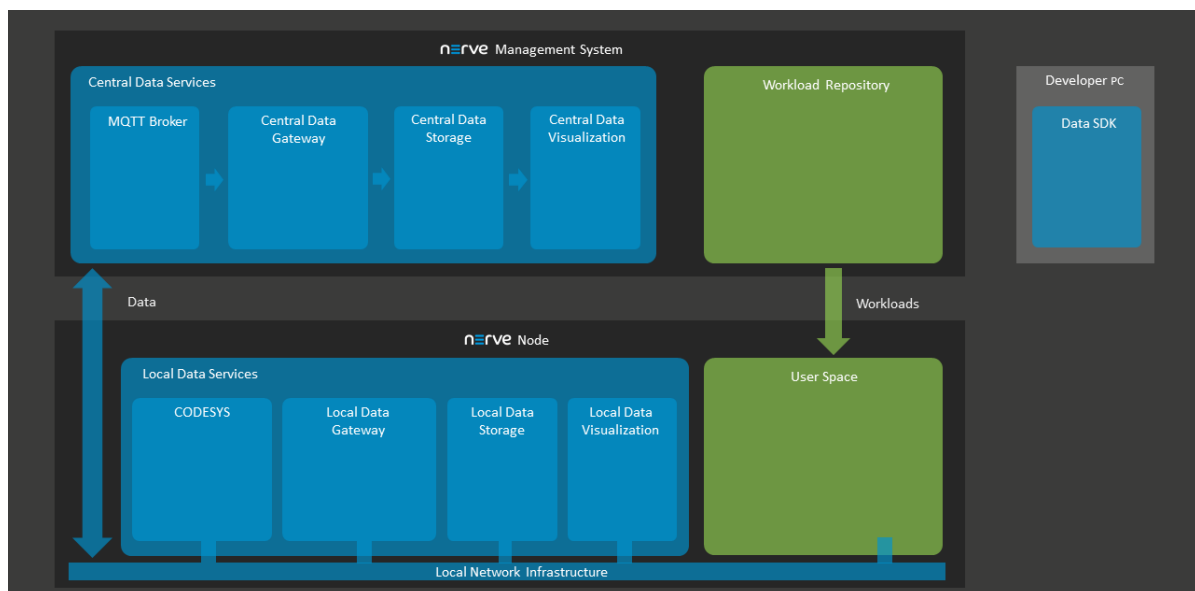 nerve Management System
Central Data Services
MQTT Broker
Central Data
Gateway
Central Data
Storage
Central Data
Visualization
Workload Repository
Developer PC
Data SDK
Data
Workloads
nerve Node
Local Data Services
CODESYS
Local Data
Gateway
Local Data
Storage
Local Data
Visualization
User Space
Local Network Infrastructure